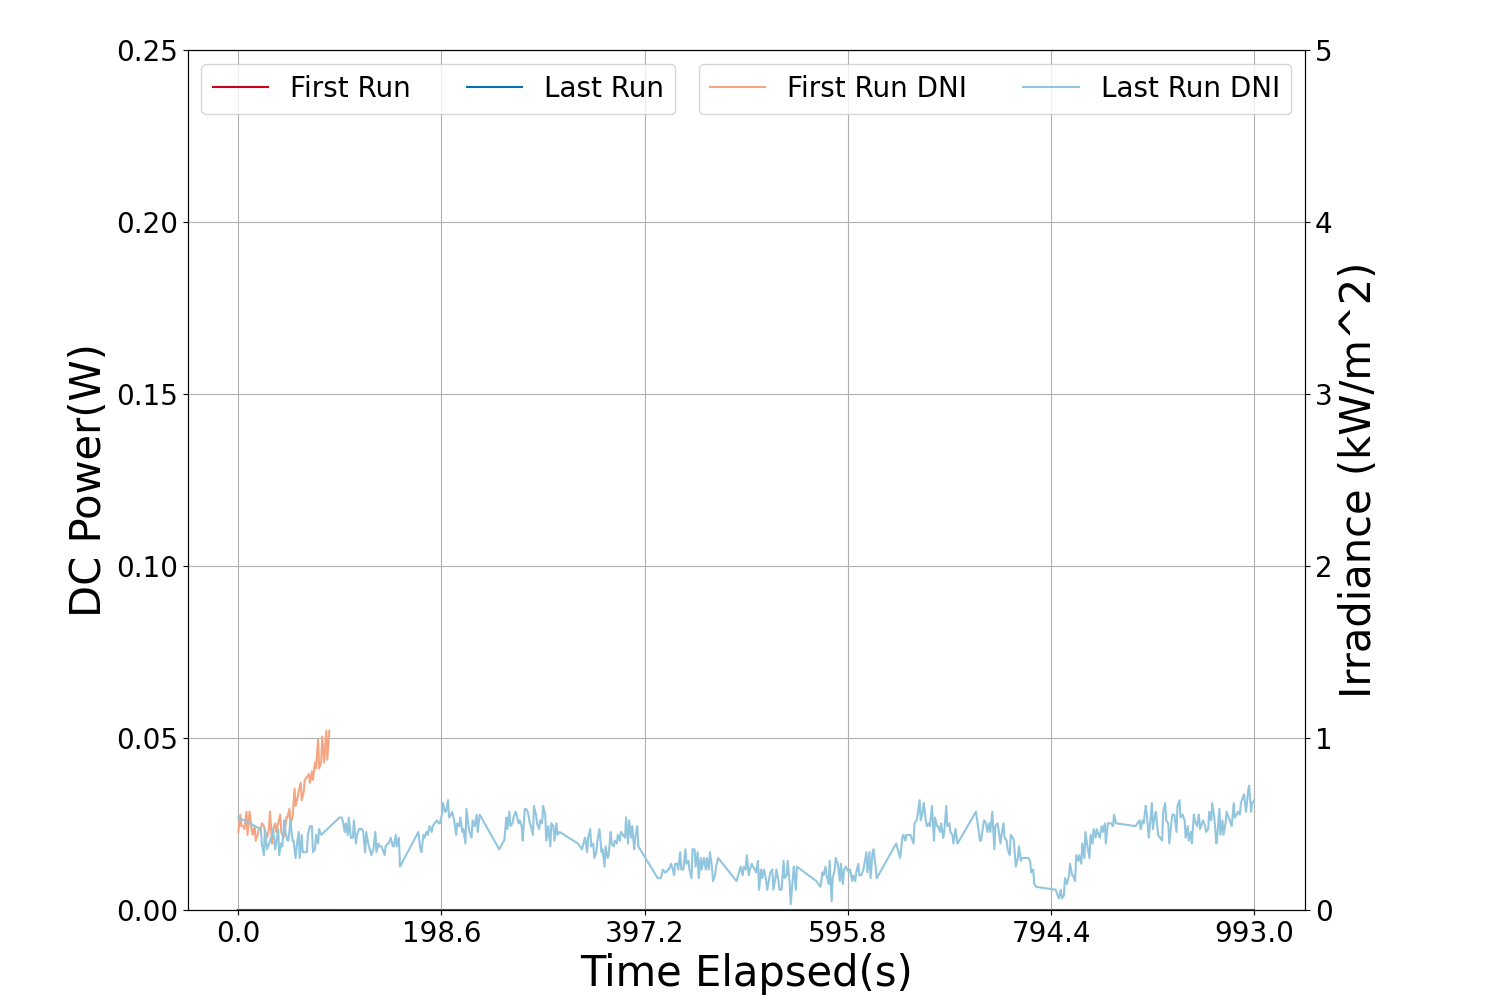 First Run
Last Run
First Run DNI
Last Run DNI
DC Power(W)
0.25
0.20
0.15
0.10
0.05
0.00
5
4
3
2
1
0
Irradiance (kW/m^2)
0.0 198.6 397.2 595.8 794.4 993.0
Time Elapsed(s)